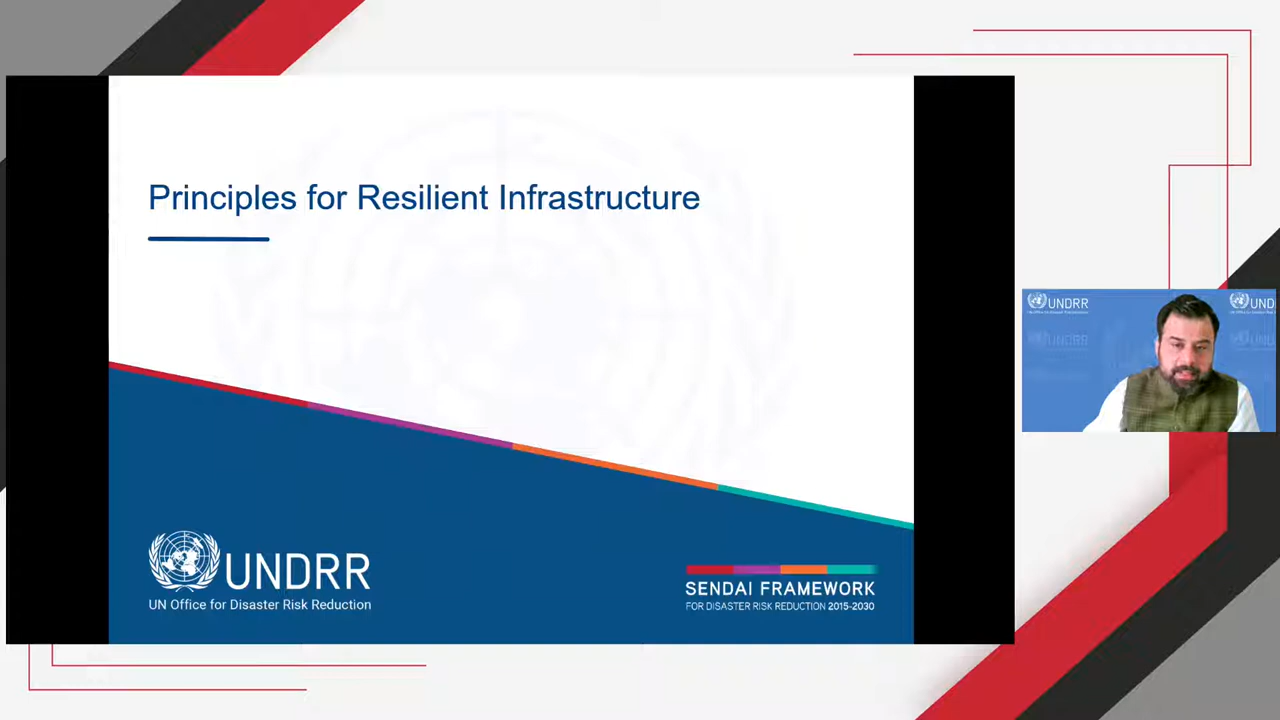 Principles for Resilient Infrastructure
UNDRR
UN Office for Disaster Risk Reduction
SENDAI FRAMEWORK
FOR DISASTER RISK REDUCTION 2015-2030
UNDRR
UND